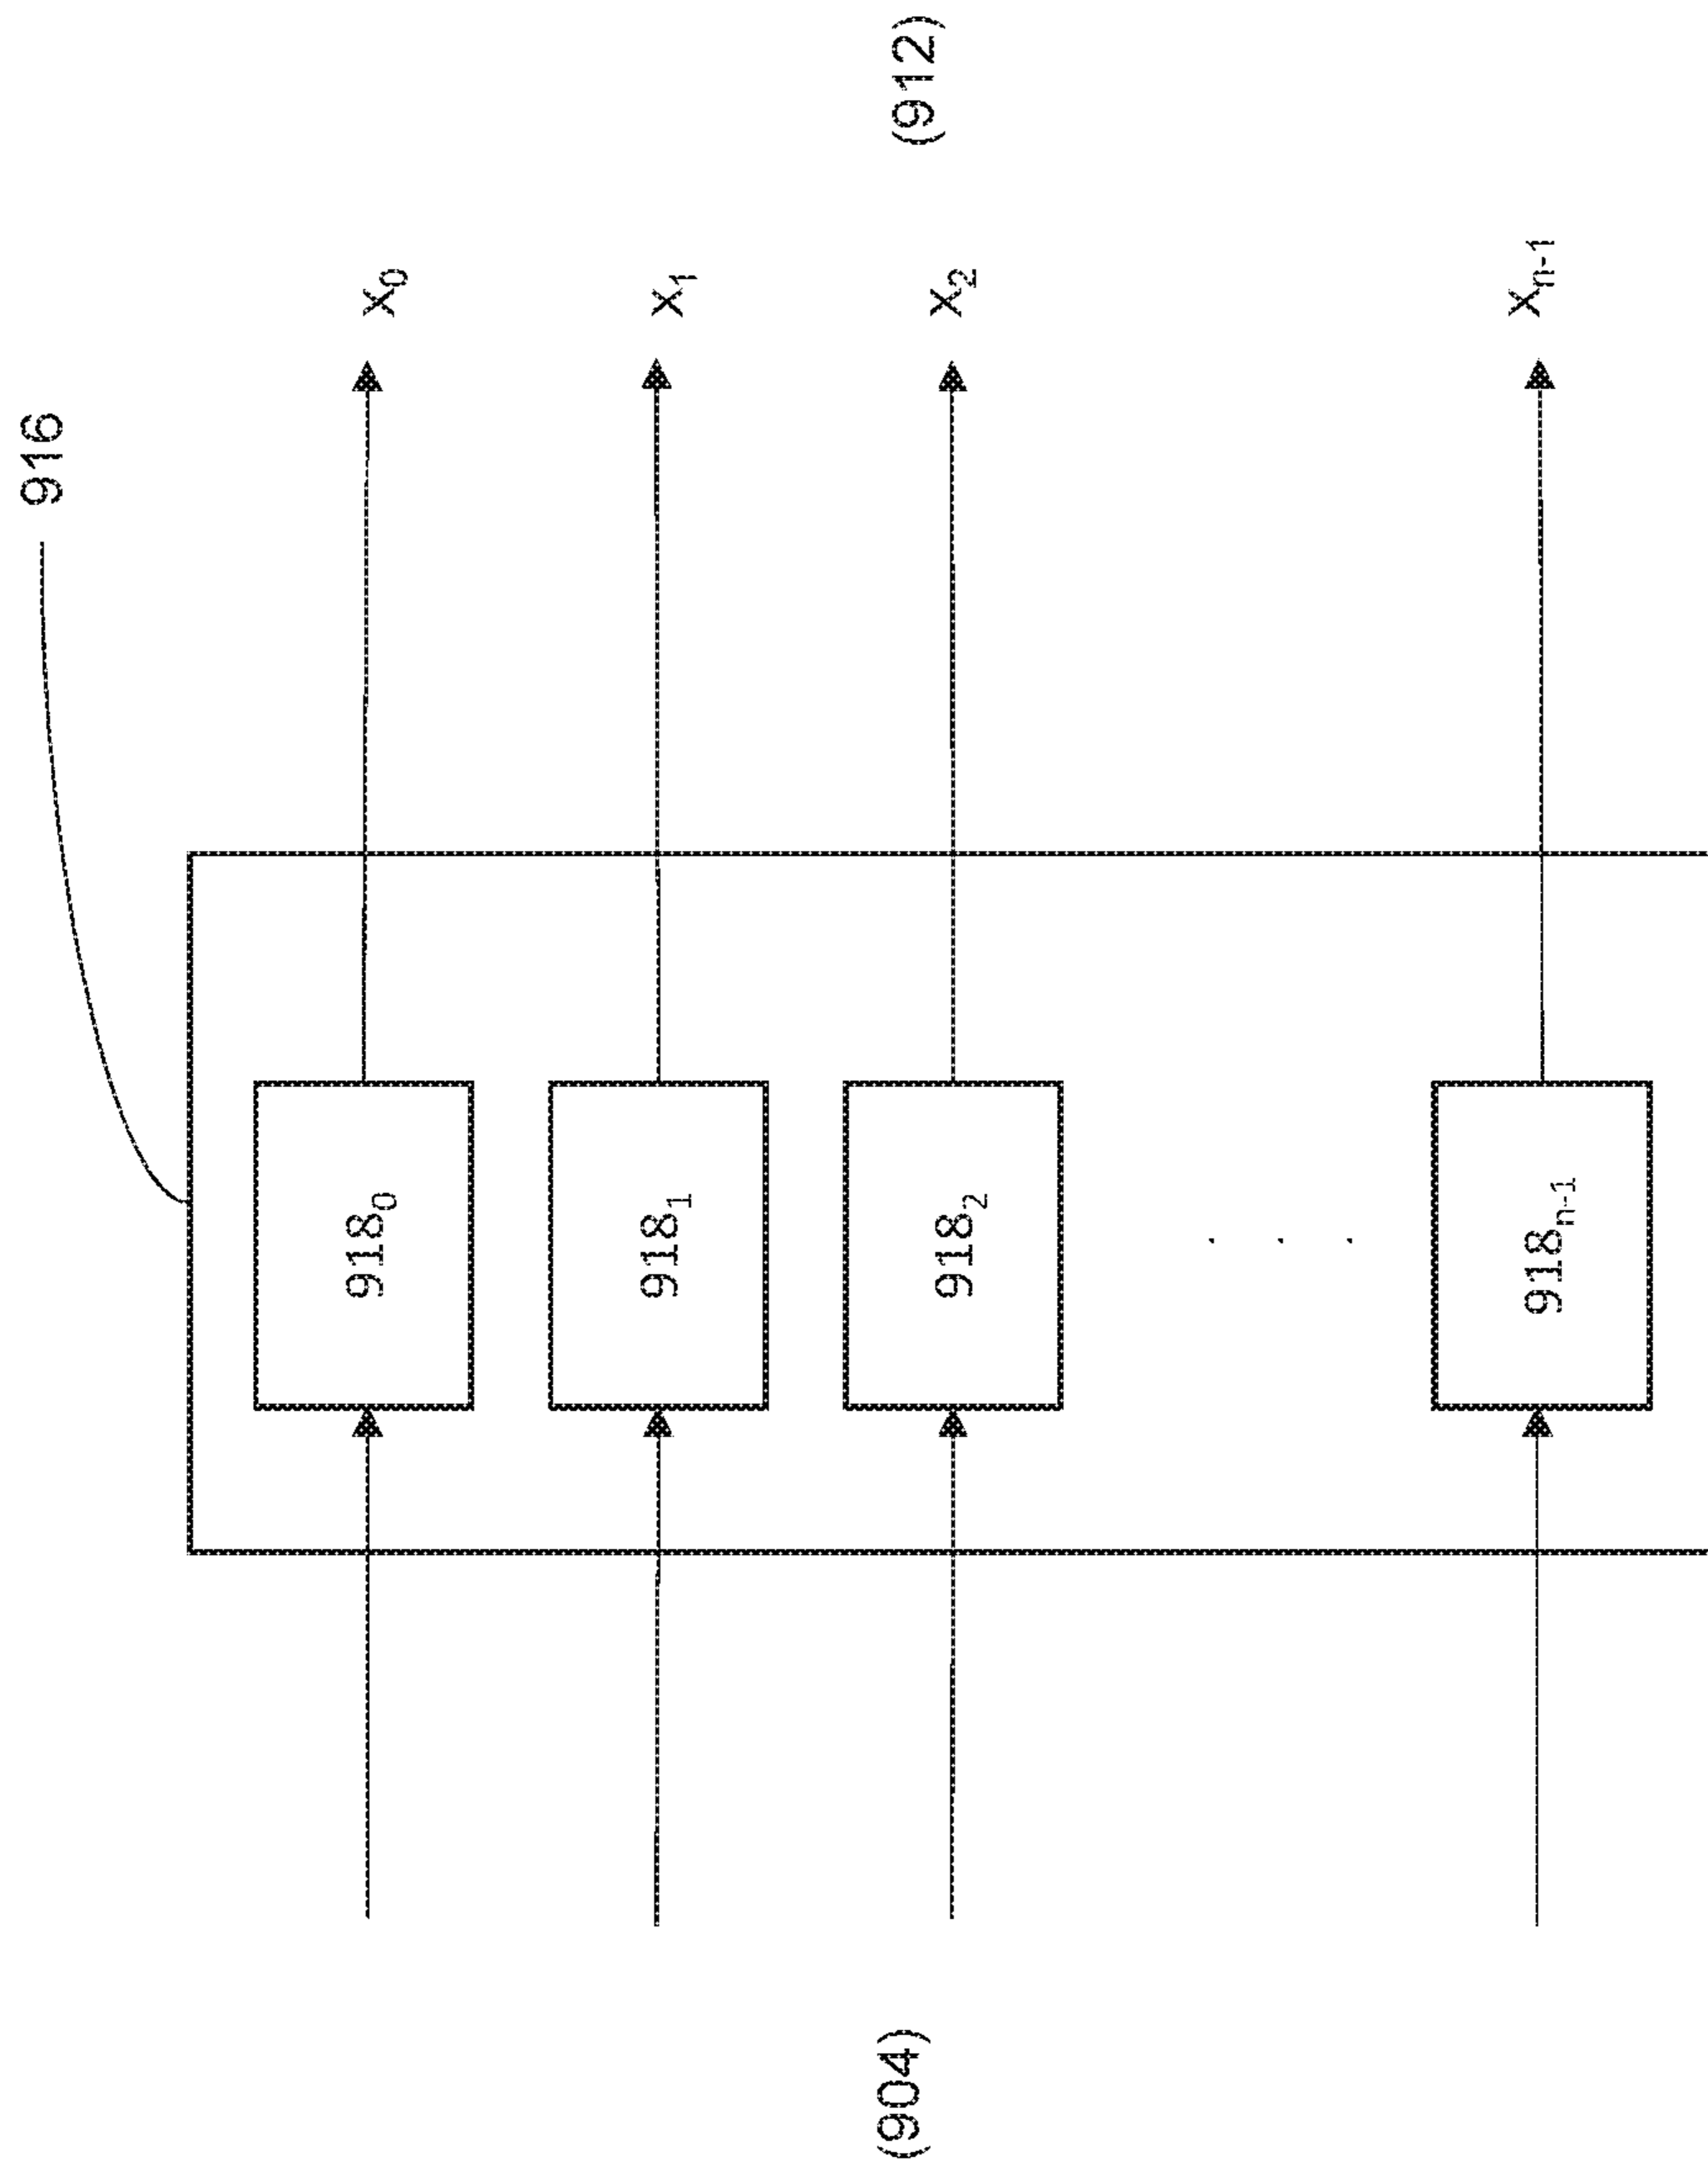 916
(904)
918₀
x₀
918₁
x₁
918₂
x₂
(912)
. . .
918ₙ₋₁
xₙ₋₁